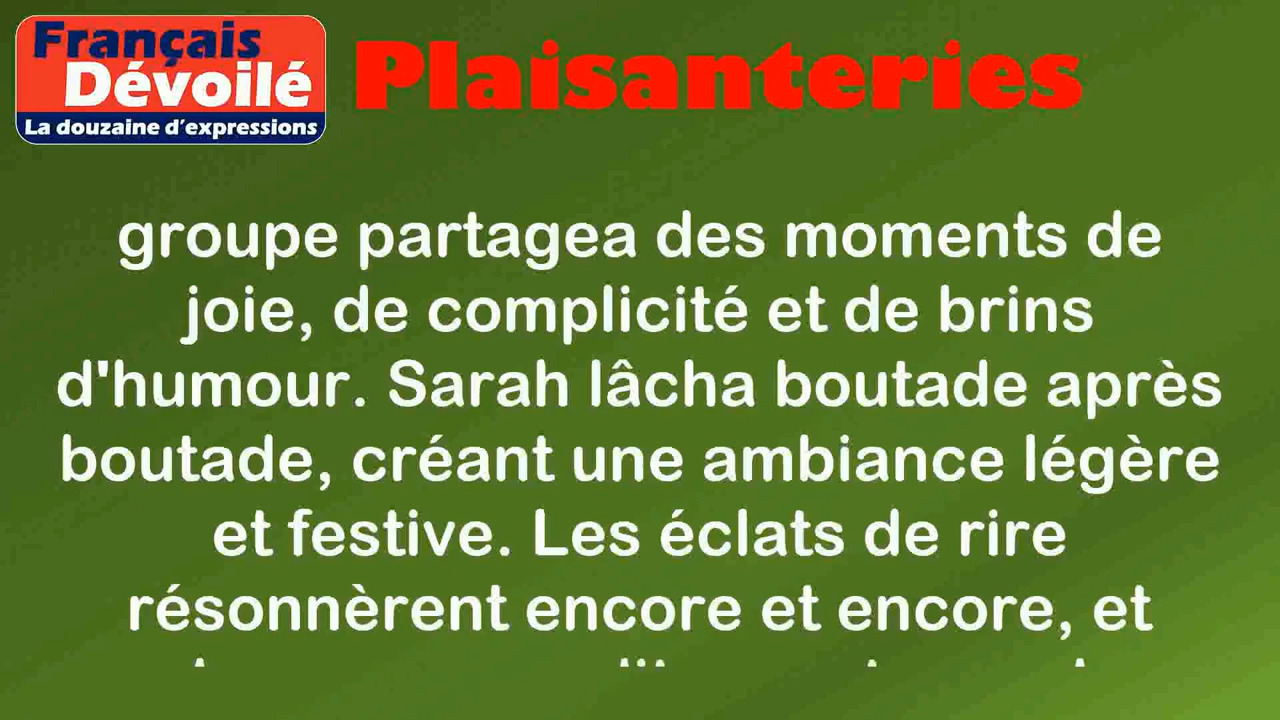 Français
Dévoilé
La douzaine d'expressions
Plaisanteries
groupe partagea des moments de
joie, de complicité et de brins
d'humour. Sarah lâcha boutade après
boutade, créant une ambiance légère
et festive. Les éclats de rire
résonnèrent encore et encore, et